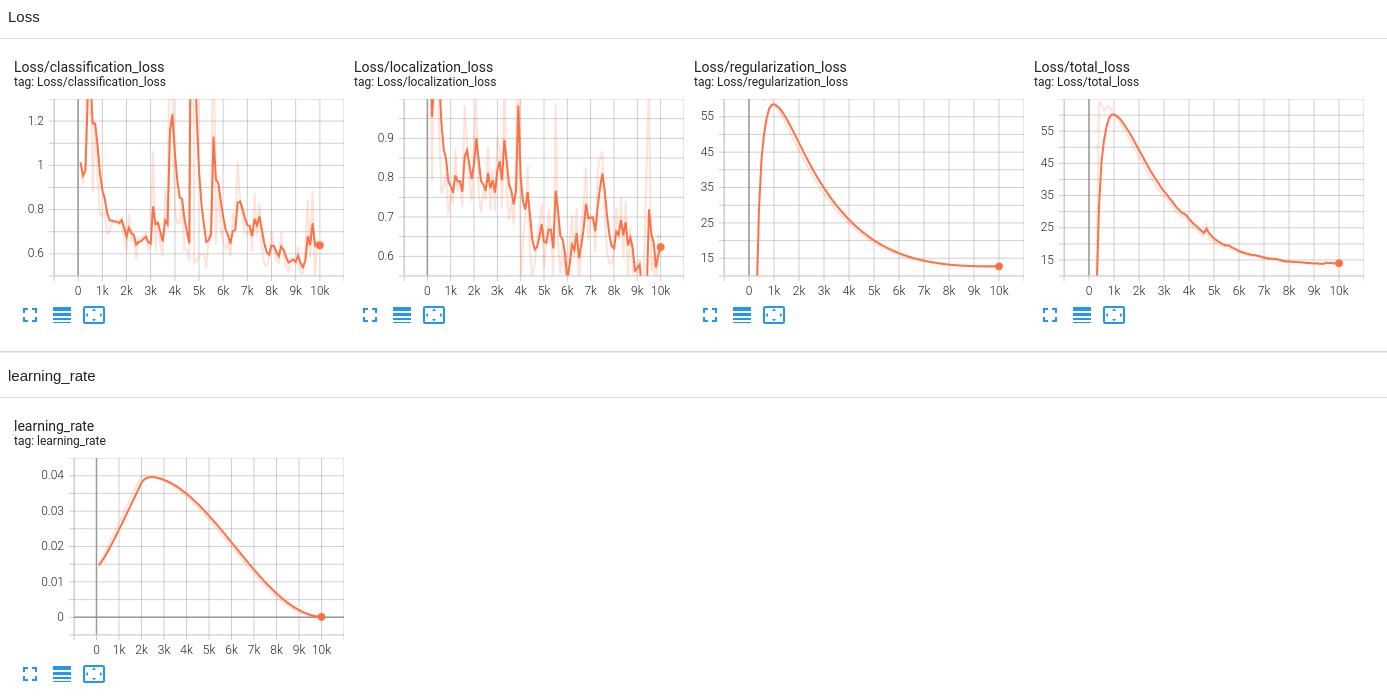 Loss
Loss/classification_loss
tag: Loss/classification_loss
1.2
1
0.8
0.6
0 1k 2k 3k 4k 5k 6k 7k 8k 9k 10k
Loss/localization_loss
tag: Loss/localization_loss
0.9
0.8
0.7
0.6
0 1k 2k 3k 4k 5k 6k 7k 8k 9k 10k
Loss/regularization_loss
tag: Loss/regularization_loss
55
45
35
25
15
0 1k 2k 3k 4k 5k 6k 7k 8k 9k 10k
Loss/total_loss
tag: Loss/total_loss
55
45
35
25
15
0 1k 2k 3k 4k 5k 6k 7k 8k 9k 10k
learning_rate
learning_rate
tag: learning_rate
0.04
0.03
0.02
0.01
0
0 1k 2k 3k 4k 5k 6k 7k 8k 9k 10k